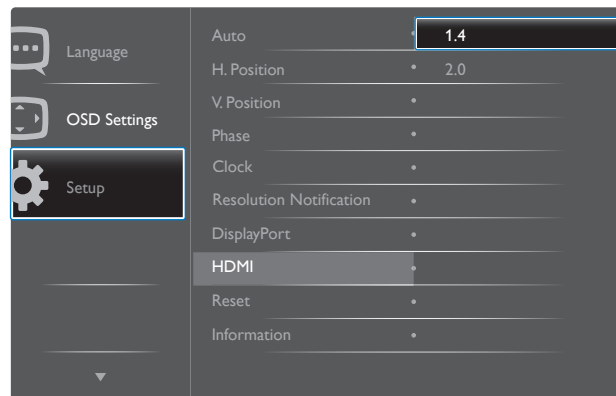 Language
OSD Settings
Setup
Auto
H. Position
V. Position
Phase
Clock
Resolution Notification
DisplayPort
HDMI
Reset
Information
1.4
2.0